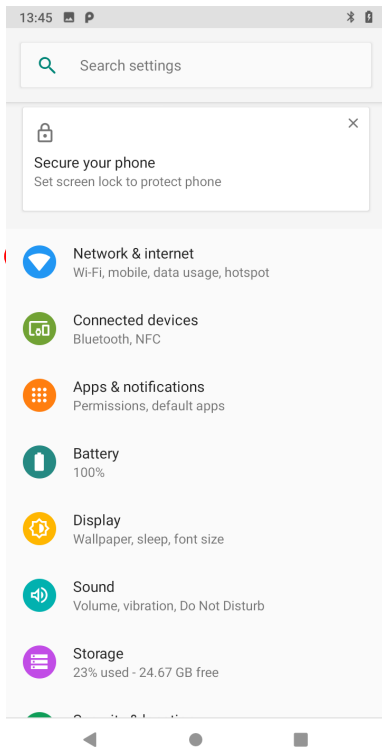 13:45
Search settings
Secure your phone
Set screen lock to protect phone
Network & internet
Wi-Fi, mobile, data usage, hotspot
Connected devices
Bluetooth, NFC
Apps & notifications
Permissions, default apps
Battery
100%
Display
Wallpaper, sleep, font size
Sound
Volume, vibration, Do Not Disturb
Storage
23% used - 24.67 GB free